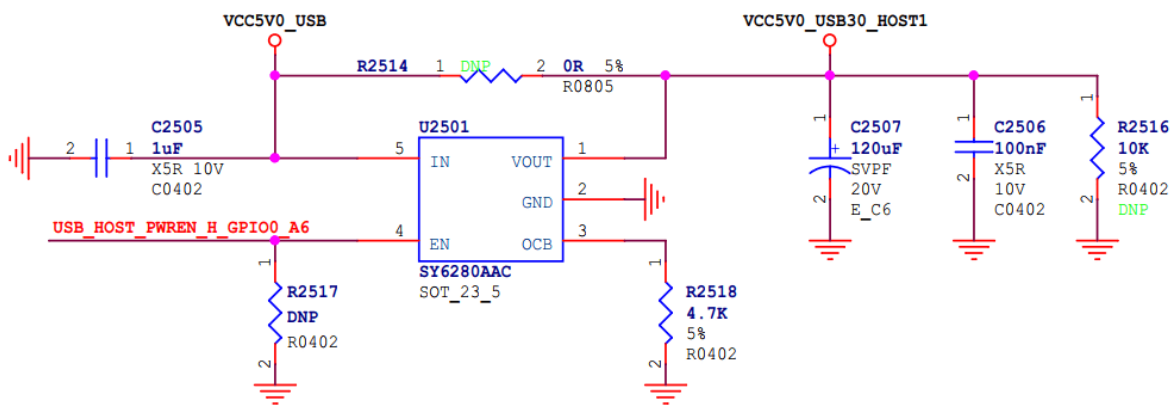 VCC5V0_USB
VCC5V0_USB30_HOST1
R2514 1 DNP 2 0R 5%
R0805
C2505
2 1 1uF
X5R 10V
C0402
U2501
5 IN VOUT 1
GND 2
4 EN OCB 3
SY6280AAC
SOT_23_5
USB_HOST_PWREN_H_GPIO0_A6
1
R2517
DNP
R0402
2
1
R2518
4.7K
5%
R0402
2
1
C2507
120uF
+
SVPF
20V
E_C6
2
1
C2506
100nF
X5R
10V
C0402
2
1
R2516
10K
5%
R0402
DNP
2